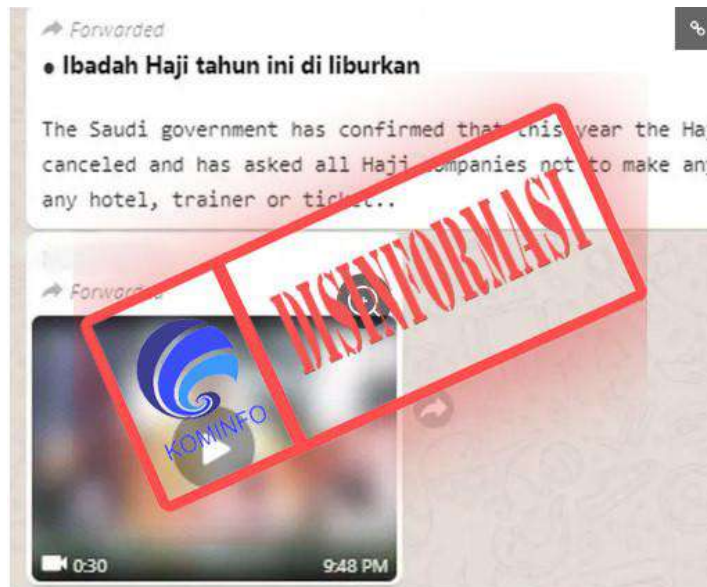 Forwarded
• Ibadah Haji tahun ini di liburkan
The Saudi government has confirmed that this year the Haj
canceled and has asked all Haji companies not to make any
any hotel, trainer or ticket..
Forwarded
DISINFORMASI
KOMINFO
0:30
9:48 PM